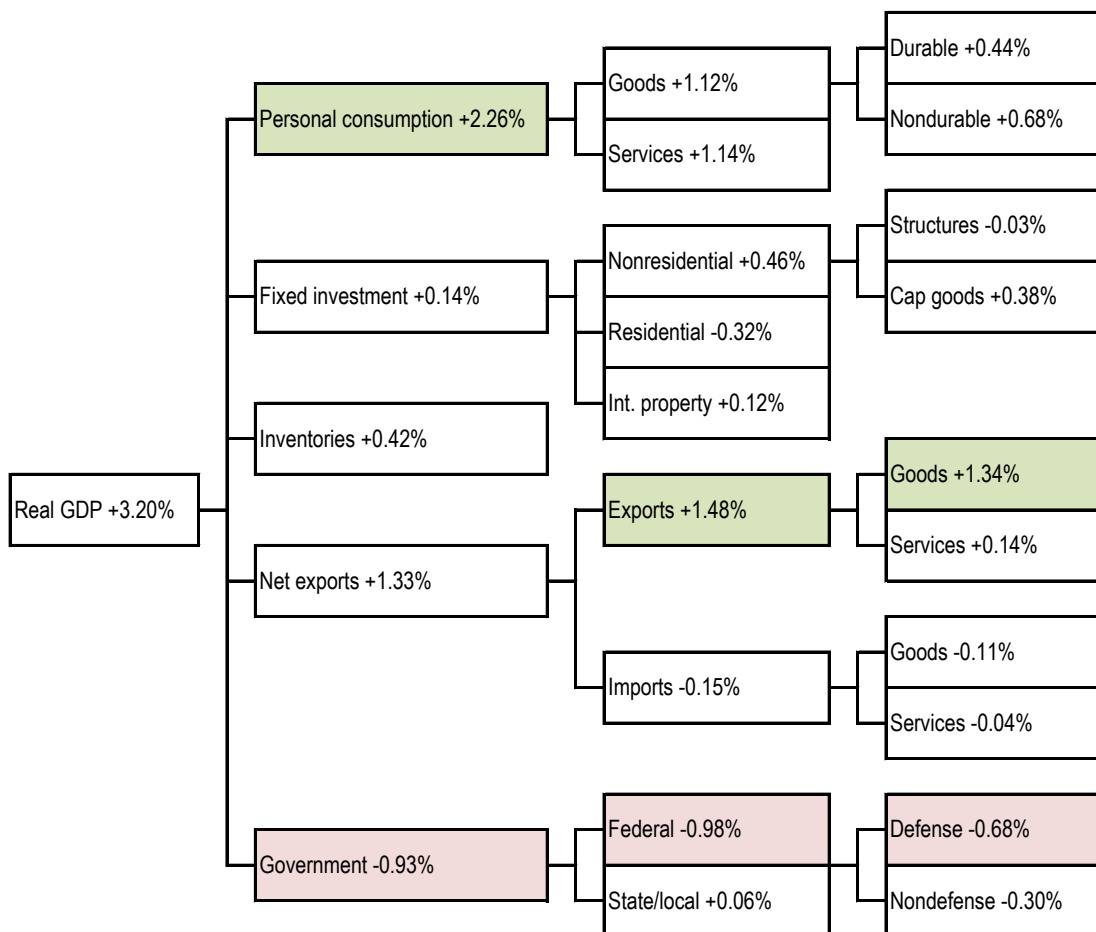 Real GDP +3.20%
Personal consumption +2.26%
Goods +1.12%
Durable +0.44%
Nondurable +0.68%
Services +1.14%
Fixed investment +0.14%
Nonresidential +0.46%
Structures -0.03%
Cap goods +0.38%
Residential -0.32%
Int. property +0.12%
Inventories +0.42%
Net exports +1.33%
Exports +1.48%
Goods +1.34%
Services +0.14%
Imports -0.15%
Goods -0.11%
Services -0.04%
Government -0.93%
Federal -0.98%
Defense -0.68%
Nondefense -0.30%
State/local +0.06%